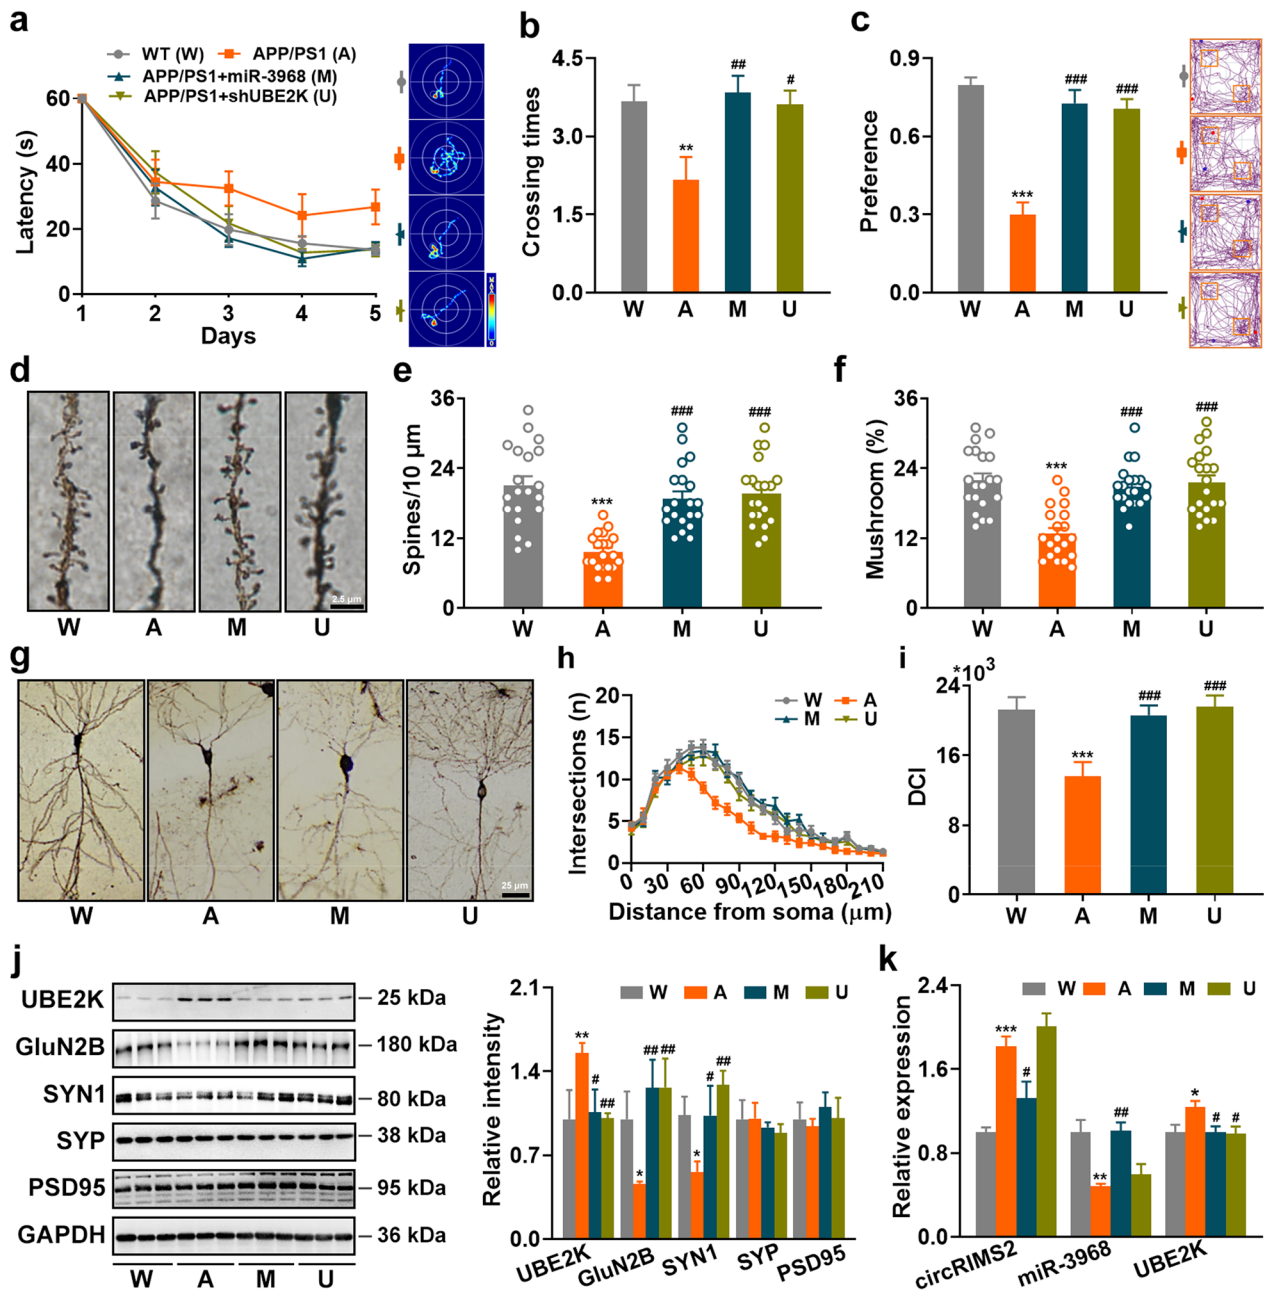 a
WT (W) APP/PS1 (A)
APP/PS1+miR-3968 (M)
APP/PS1+shUBE2K (U)
Latency (s)
60
40
20
0
1 2 3 4 5
Days
MAX
0
b
Crossing times
4.5
3.0
1.5
0.0
** ## #
W A M U
c
Preference
0.9
0.6
0.3
0.0
*** ### ###
W A M U
d
2.5 μm
W A M U
e
Spines/10 μm
36
24
12
0
*** ### ###
W A M U
f
Mushroom (%)
36
24
12
0
*** ### ###
W A M U
g
25 μm
W A M U
h
Intersections (n)
W A
M U
20
15
10
5
0
0 30 60 90 120 150 180 210
Distance from soma (μm)
i
*10³
DCI
24
16
8
0
*** ### ###
W A M U
j
UBE2K 25 kDa
GluN2B 180 kDa
SYN1 80 kDa
SYP 38 kDa
PSD95 95 kDa
GAPDH 36 kDa
W A M U
Relative intensity
W A M U
2.1
1.4
0.7
0.0
** # ## * ## ## * # ##
UBE2K GluN2B SYN1 SYP PSD95
k
Relative expression
W A M U
2.4
1.6
0.8
0.0
*** # ** ## * # #
circRIMS2 miR-3968 UBE2K